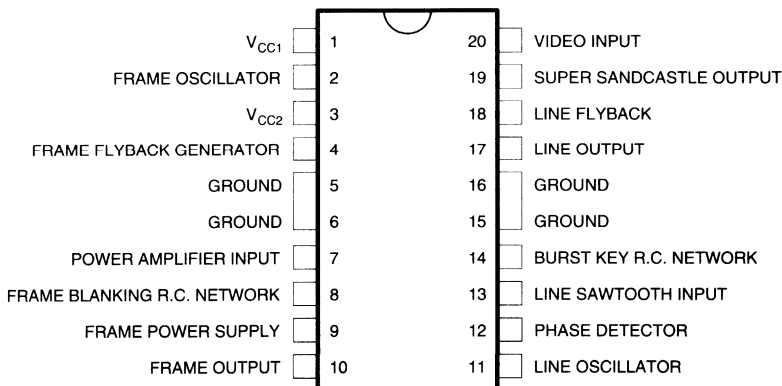 VCC1 1 20 VIDEO INPUT
FRAME OSCILLATOR 2 19 SUPER SANDCASTLE OUTPUT
VCC2 3 18 LINE FLYBACK
FRAME FLYBACK GENERATOR 4 17 LINE OUTPUT
GROUND 5 16 GROUND
GROUND 6 15 GROUND
POWER AMPLIFIER INPUT 7 14 BURST KEY R.C. NETWORK
FRAME BLANKING R.C. NETWORK 8 13 LINE SAWTOOTH INPUT
FRAME POWER SUPPLY 9 12 PHASE DETECTOR
FRAME OUTPUT 10 11 LINE OSCILLATOR